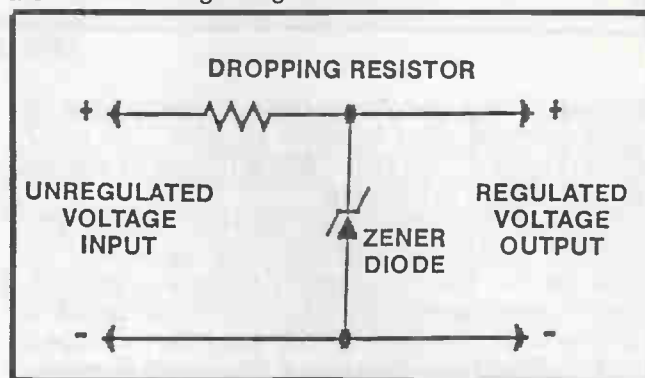 DROPPING RESISTOR
+ +
UNREGULATED
VOLTAGE
INPUT
REGULATED
VOLTAGE
OUTPUT
ZENER
DIODE
- -